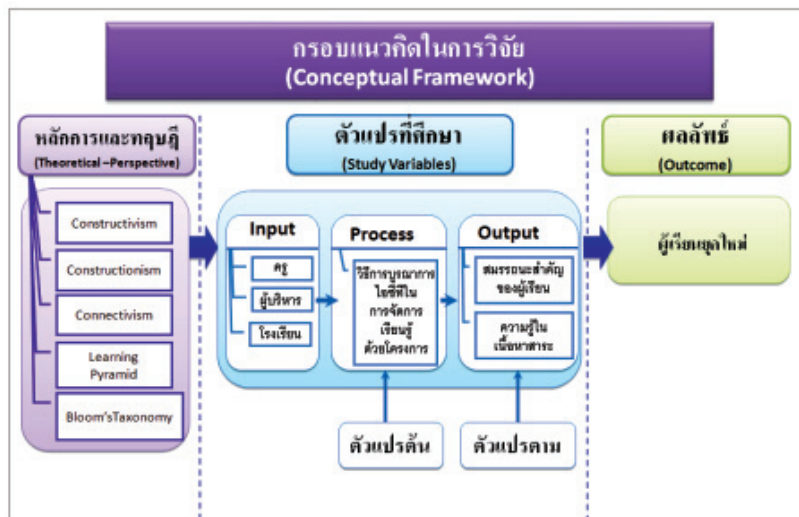 กรอบแนวคิดในการวิจัย
(Conceptual Framework)
หลักการและทฤษฎี
(Theoretical –Perspective)
Constructivism
Constructionism
Connectivism
Learning
Pyramid
Bloom'sTaxonomy
ตัวแปรที่ศึกษา
(Study Variables)
Input
ครู
ผู้บริหาร
โรงเรียน
Process
วิธีการบูรณาการ
ไอซีทีใน
การจัดการ
เรียนรู้
ด้วยโครงการ
Output
สมรรถนะสำคัญ
ของผู้เรียน
ความรู้ใน
เนื้อหาสาระ
ตัวแปรต้น
ตัวแปรตาม
ผลลัพธ์
(Outcome)
ผู้เรียนยุคใหม่